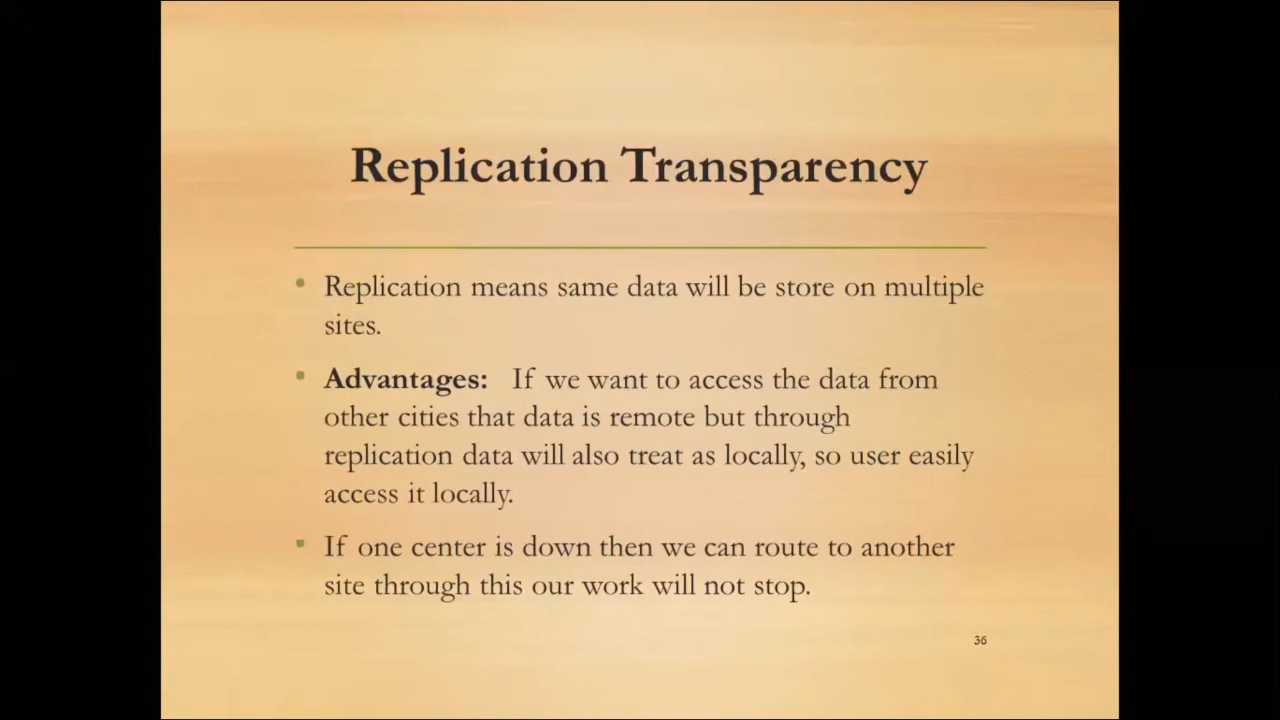 Replication Transparency
• Replication means same data will be store on multiple
sites.
• Advantages: If we want to access the data from
other cities that data is remote but through
replication data will also treat as locally, so user easily
access it locally.
• If one center is down then we can route to another
site through this our work will not stop.
36